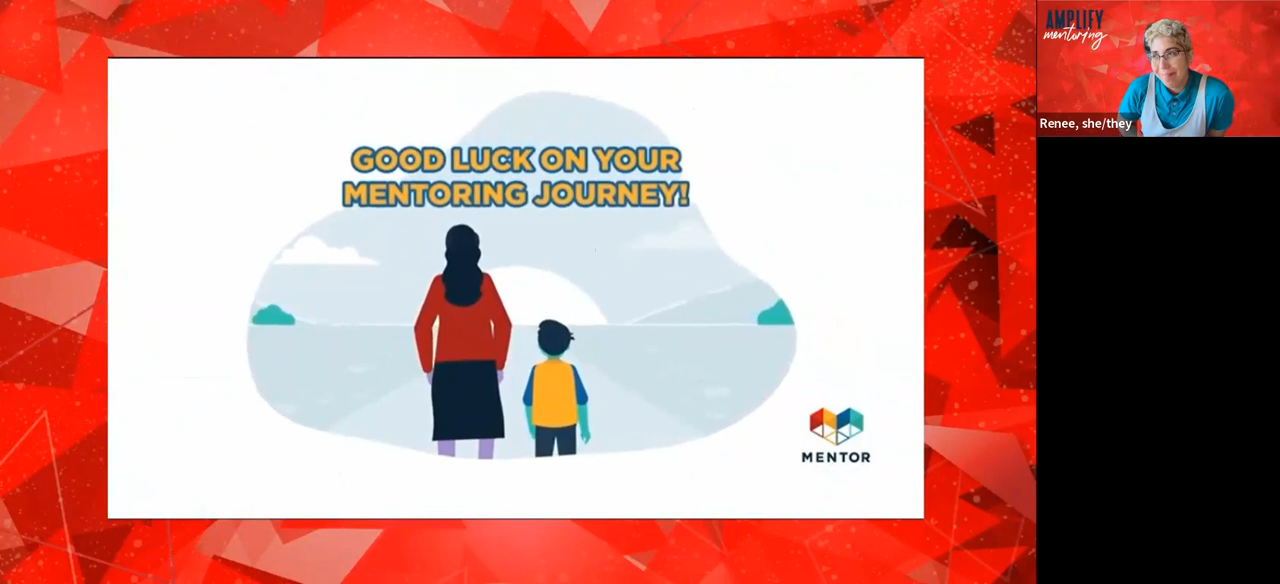 GOOD LUCK ON YOUR
MENTORING JOURNEY!
MENTOR
AMPLIFY
mentoring
Renee, she/they